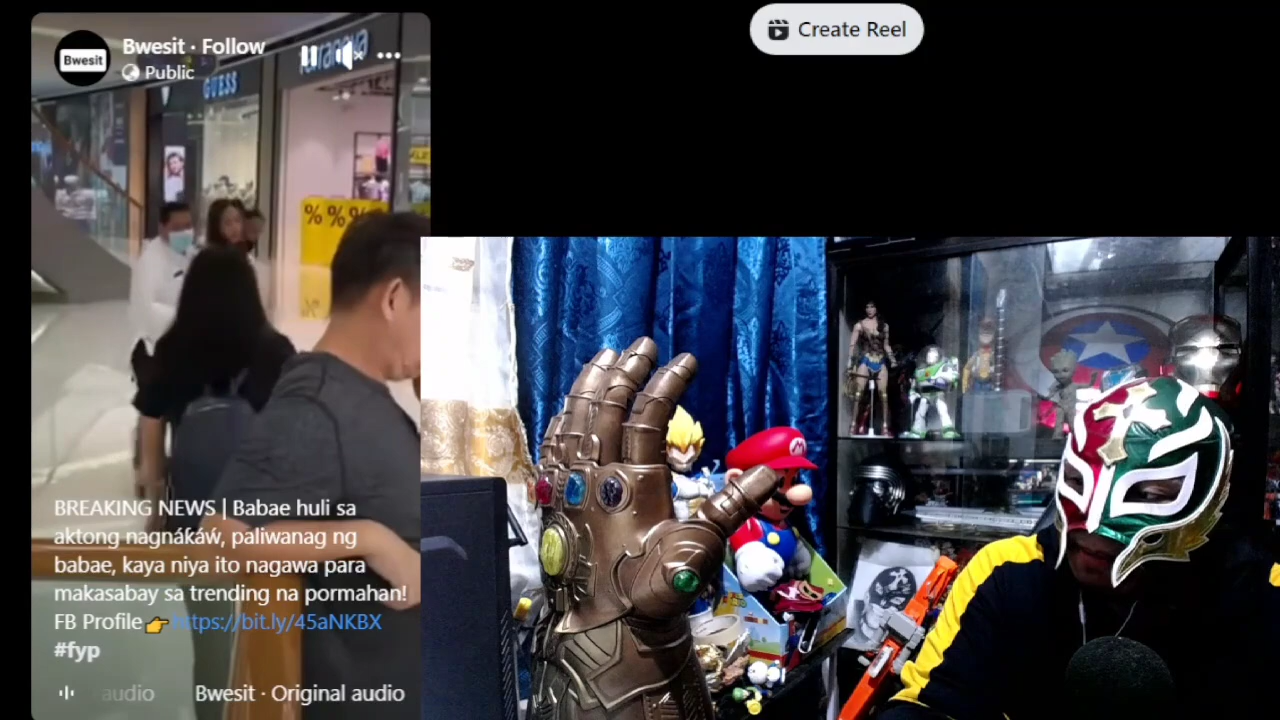 Create Reel
Bwesit
Bwesit · Follow
Public
GUESS
% % %
BREAKING NEWS | Babae huli sa
aktong nagnákáẃ, paliwanag ng
babae, kaya niya ito nagawa para
makasabay sa trending na pormahan!
FB Profile👉https://bit.ly/45aNKBX
#fyp
audio
Bwesit · Original audio
M